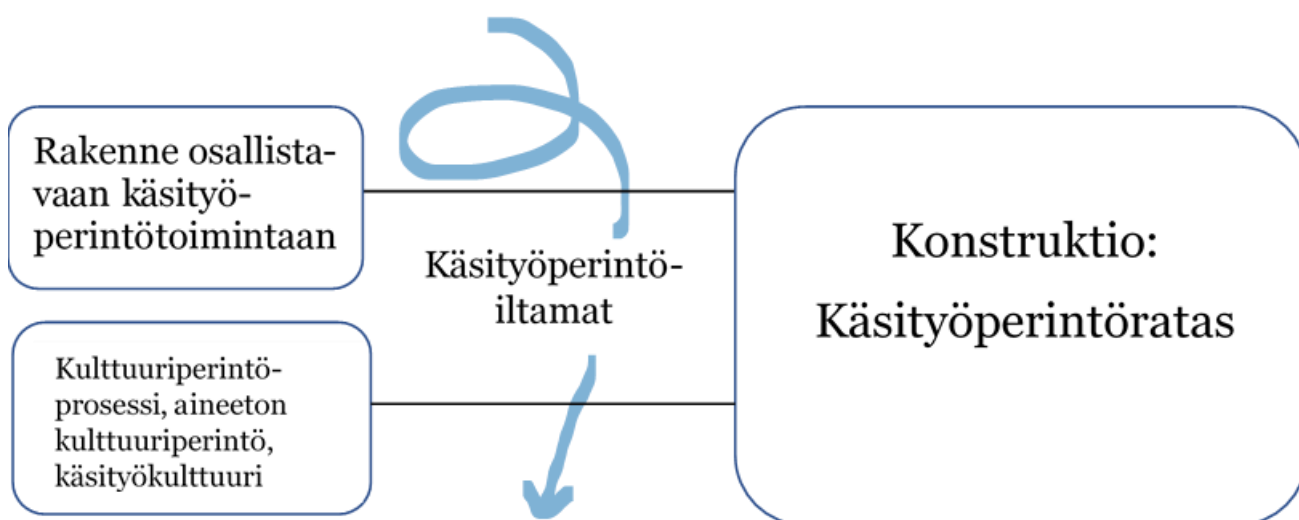 Rakenne osallista-
vaan käsityö-
perintötoimintaan
Kulttuuriperintö-
prosessi, aineeton
kulttuuriperintö,
käsityökulttuuri
Käsityöperintö-
iltamat
Konstruktio:
Käsityöperintöratas